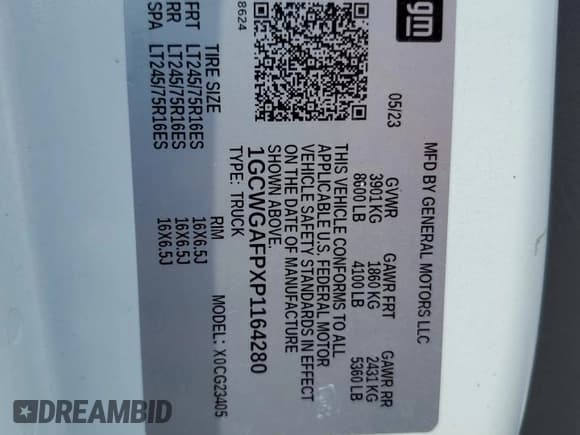 gm
MFD BY GENERAL MOTORS LLC
05/23
GVWR
3901 KG
8600 LB
GAWR FRT
1860 KG
4100 LB
GAWR RR
2431 KG
5360 LB
THIS VEHICLE CONFORMS TO ALL
APPLICABLE U.S. FEDERAL MOTOR
VEHICLE SAFETY STANDARDS IN EFFECT
ON THE DATE OF MANUFACTURE
SHOWN ABOVE.
1GCWGAFPXP1164280
TYPE: TRUCK
MODEL: X0CG23405
8624
TIRE SIZE
RIM
FRT LT245/75R16ES 16X6.5J
RR LT245/75R16ES 16X6.5J
SPA LT245/75R16ES 16X6.5J
DREAMBID